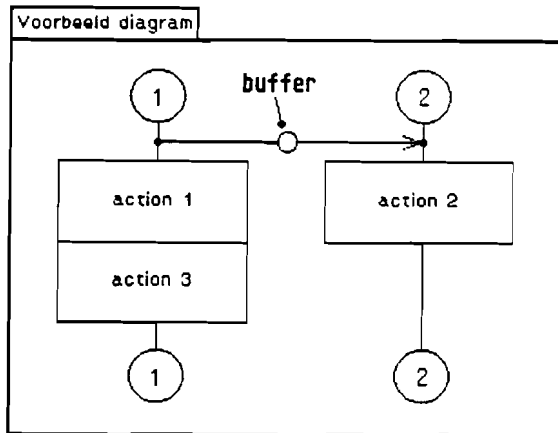 Voorbeeld diagram
buffer
1
2
action 1
action 2
action 3
1
2